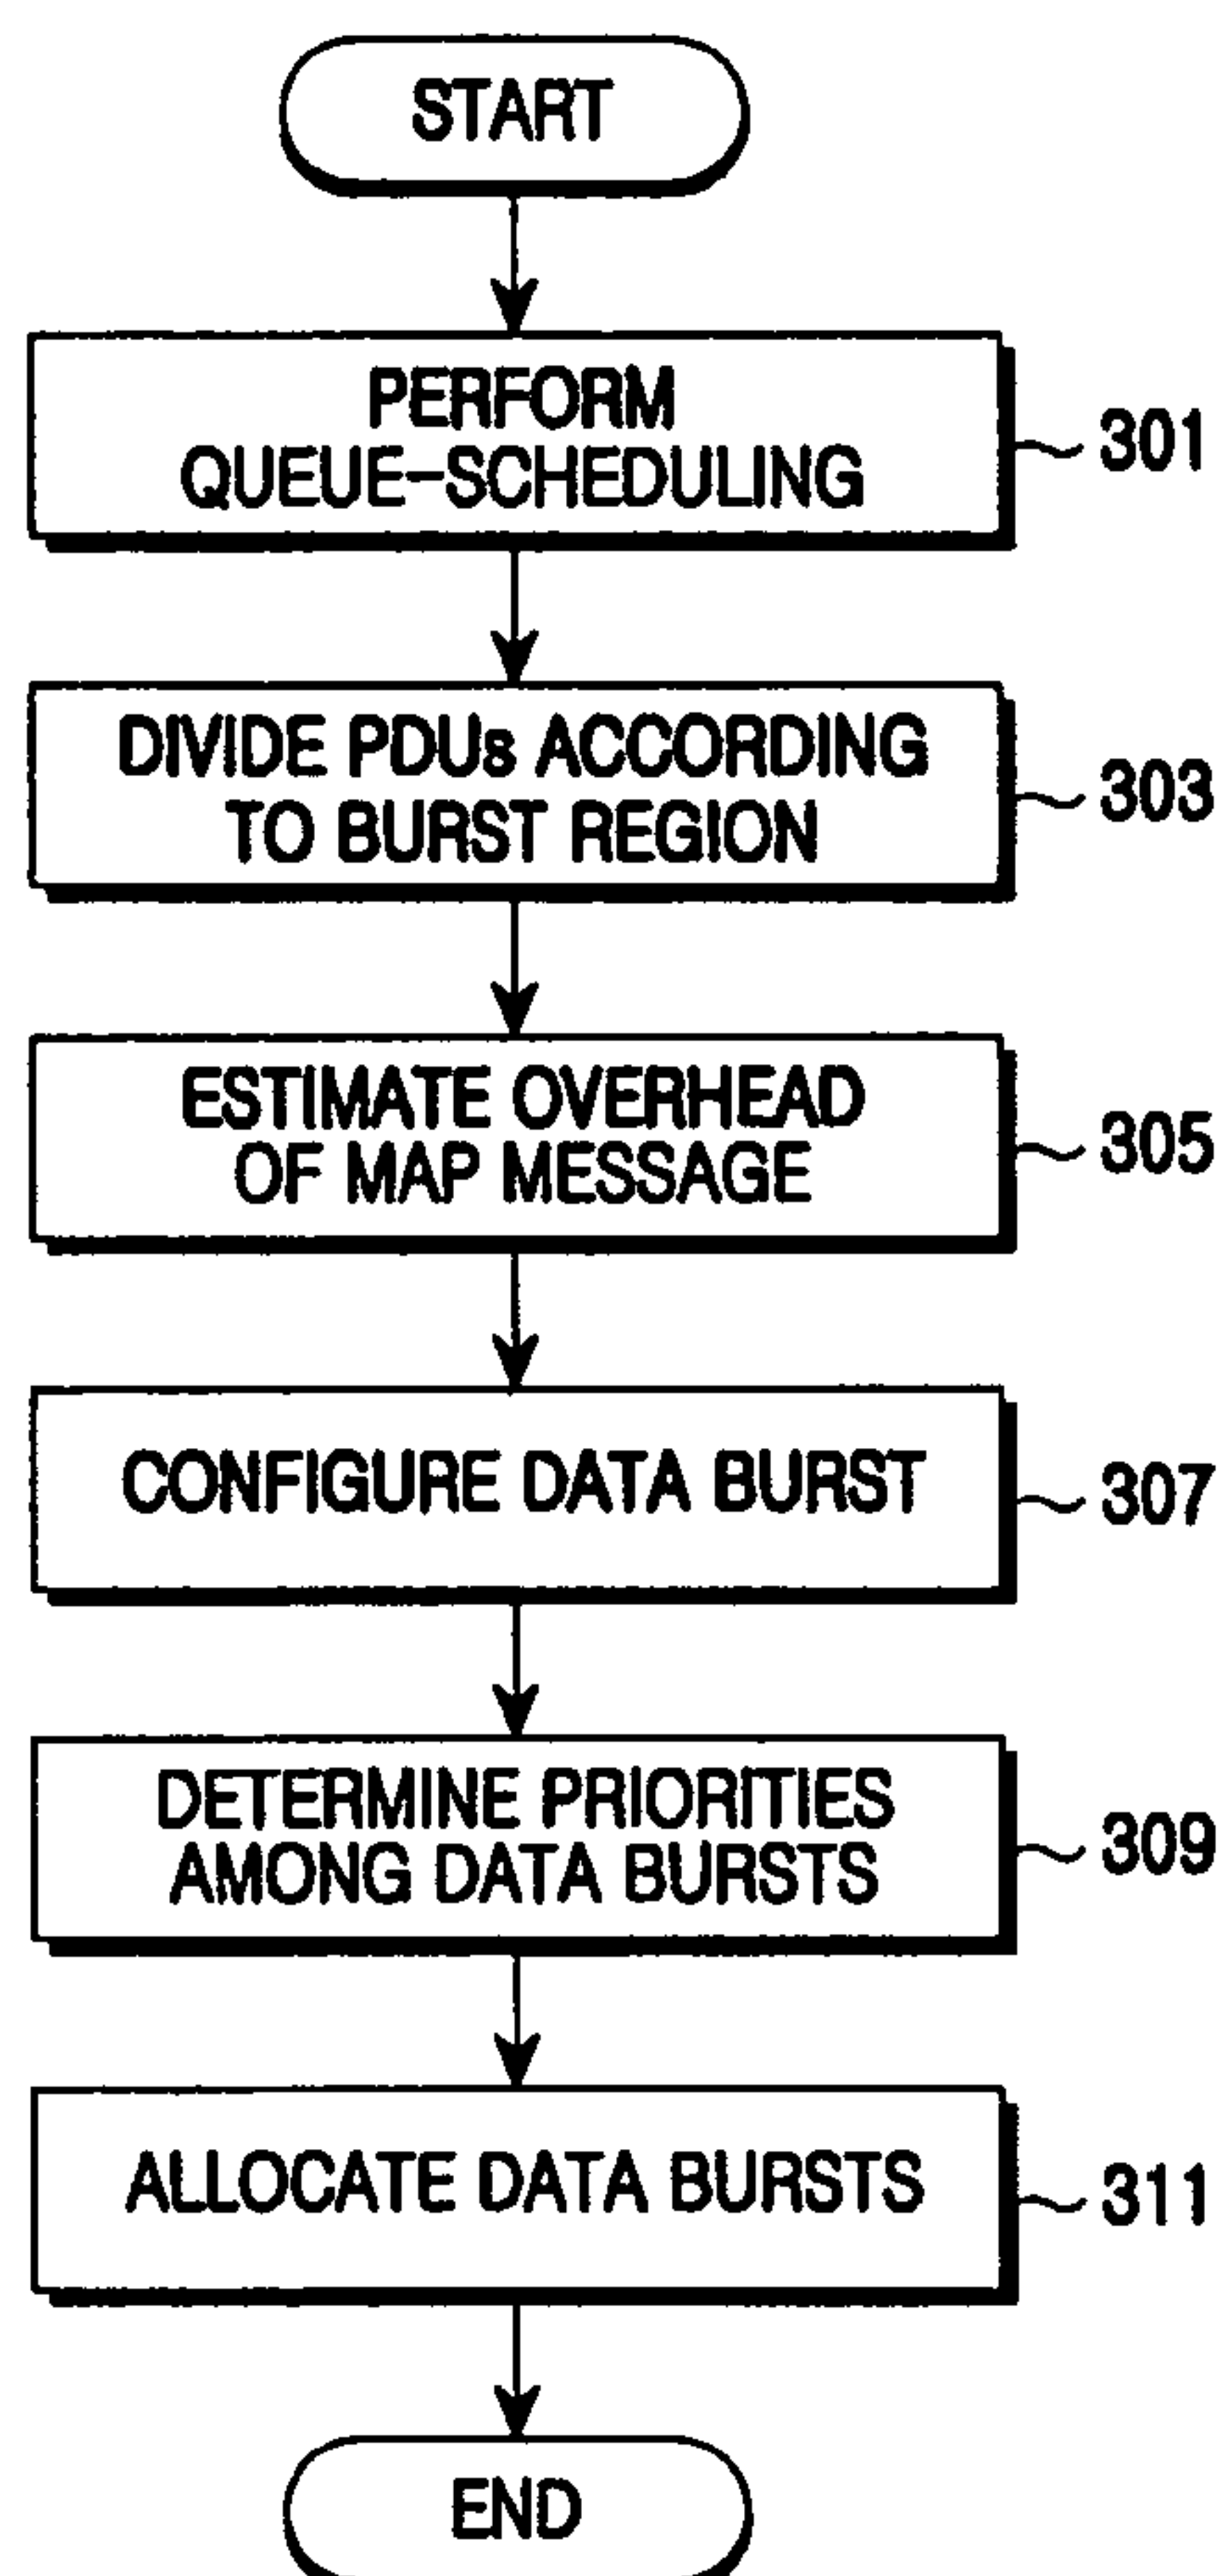 START
PERFORM
QUEUE-SCHEDULING
301
DIVIDE PDUs ACCORDING
TO BURST REGION
303
ESTIMATE OVERHEAD
OF MAP MESSAGE
305
CONFIGURE DATA BURST
307
DETERMINE PRIORITIES
AMONG DATA BURSTS
309
ALLOCATE DATA BURSTS
311
END